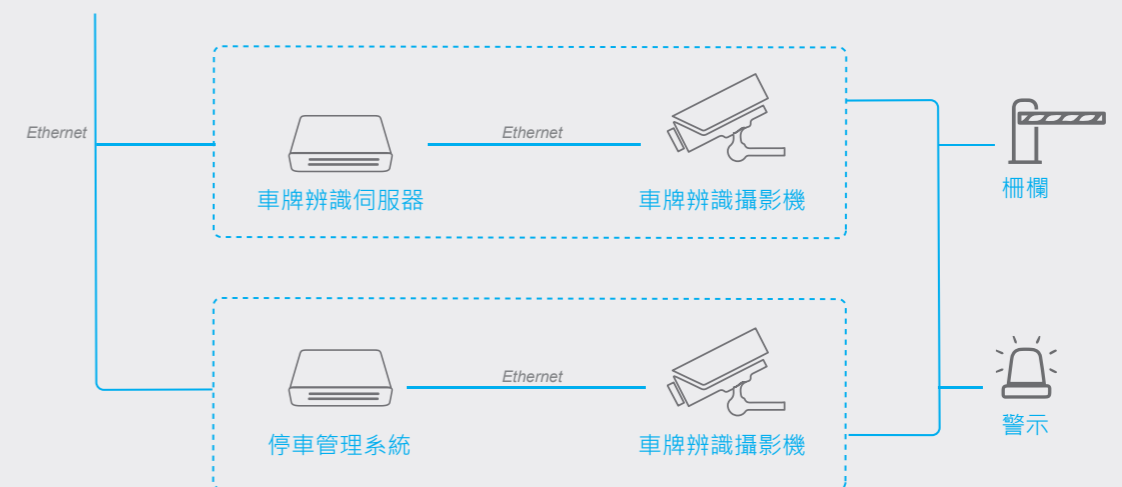 Ethernet
Ethernet
車牌辨識伺服器
車牌辨識攝影機
柵欄
Ethernet
停車管理系統
車牌辨識攝影機
警示